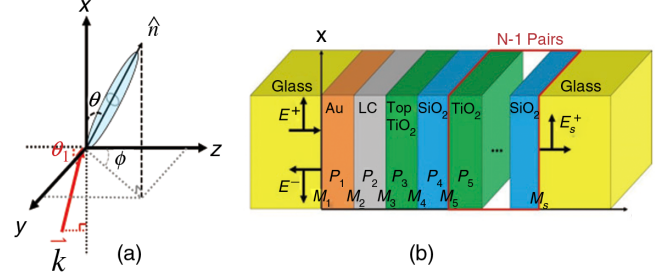 x
n̂
θ
θ₁
ϕ
z
y
k⃗
(a)
N-1 Pairs
x
Glass
Au
LC
Top TiO₂
SiO₂
TiO₂
SiO₂
Glass
E⁺
E⁻
...
Eₛ⁺
P₁
P₂
P₃
P₄
P₅
M₁
M₂
M₃
M₄
M₅
Mₛ
(b)